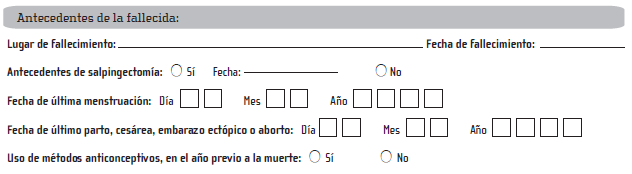 Antecedentes de la fallecida:
Lugar de fallecimiento: Fecha de fallecimiento:
Antecedentes de salpingectomía: Sí Fecha: No
Fecha de última menstruación: Día Mes Año
Fecha de último parto, cesárea, embarazo ectópico o aborto: Día Mes Año
Uso de métodos anticonceptivos, en el año previo a la muerte: Sí No